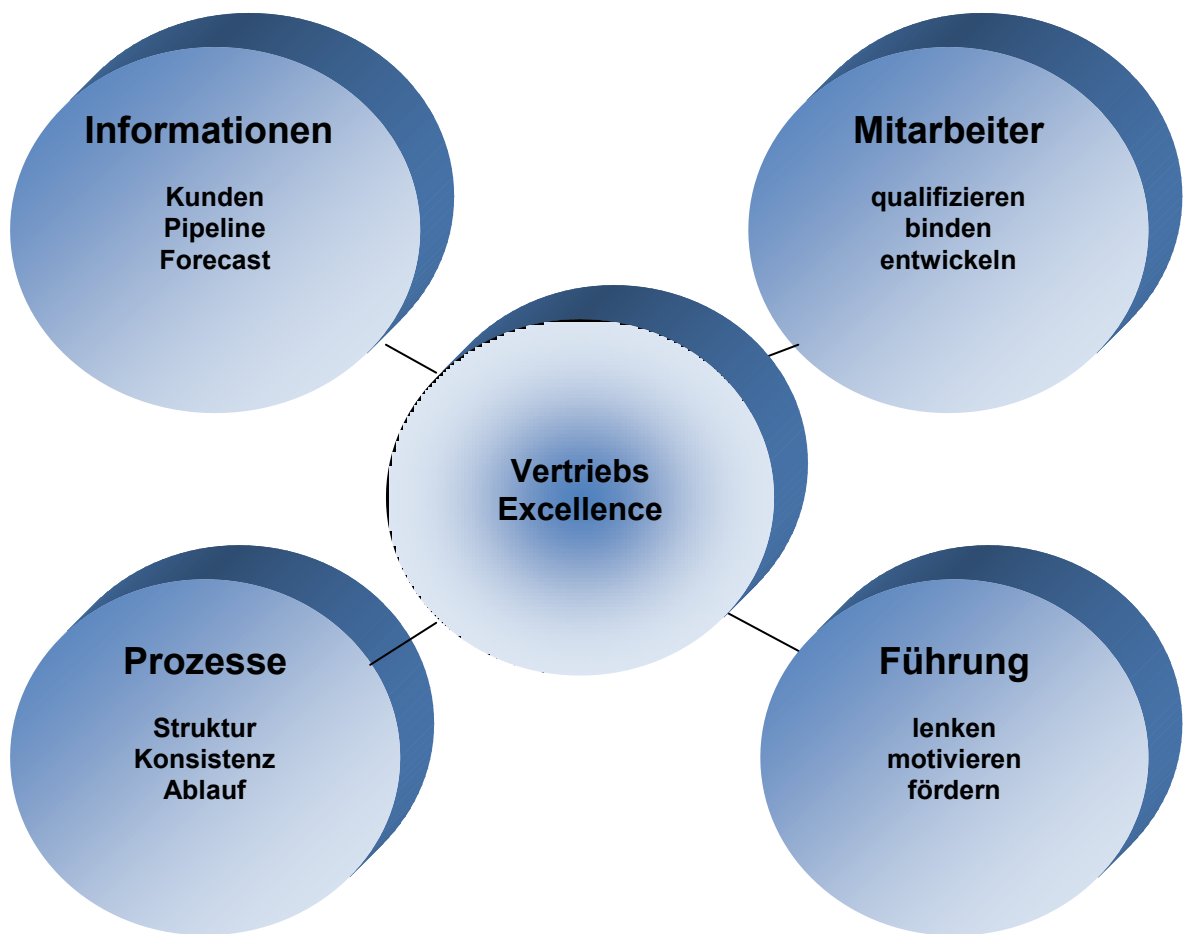 Informationen
Kunden
Pipeline
Forecast
Mitarbeiter
qualifizieren
binden
entwickeln
Vertriebs
Excellence
Prozesse
Struktur
Konsistenz
Ablauf
Führung
lenken
motivieren
fördern